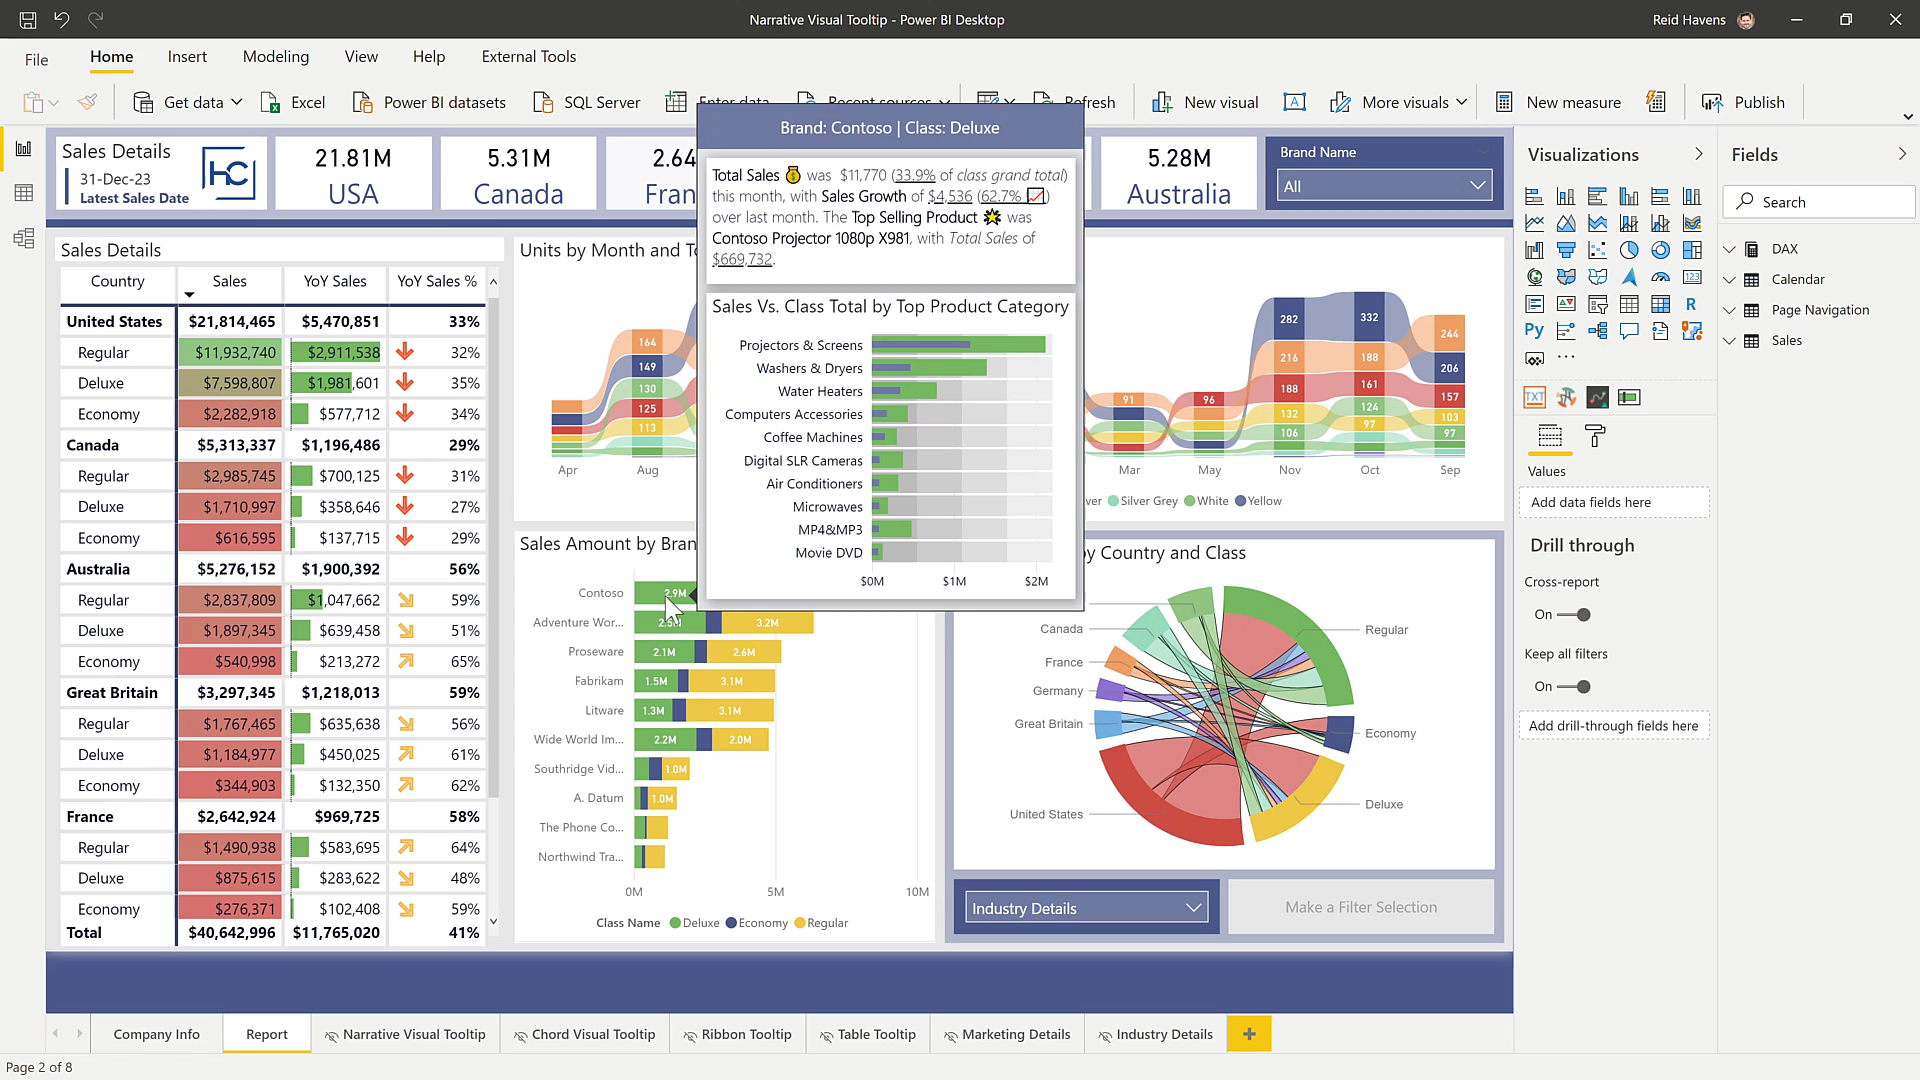 Narrative Visual Tooltip - Power BI Desktop
Reid Havens
File
Home
Insert
Modeling
View
Help
External Tools
Get data
Excel
Power BI datasets
SQL Server
Enter data
Recent sources
Refresh
New visual
More visuals
New measure
Publish
Sales Details
31-Dec-23
Latest Sales Date
HC
21.81M
USA
5.31M
Canada
2.64
Fran
5.28M
Australia
Brand Name
All
Brand: Contoso | Class: Deluxe
Total Sales 💰 was $11,770 (33.9% of class grand total)
this month, with Sales Growth of $4,536 (62.7% 📈)
over last month. The Top Selling Product 🌟 was
Contoso Projector 1080p X981, with Total Sales of
$669,732.
Sales Vs. Class Total by Top Product Category
Projectors & Screens
Washers & Dryers
Water Heaters
Computers Accessories
Coffee Machines
Digital SLR Cameras
Air Conditioners
Microwaves
MP4&MP3
Movie DVD
$0M $1M $2M
Sales Details
Country Sales YoY Sales YoY Sales %
United States $21,814,465 $5,470,851 33%
Regular $11,932,740 $2,911,538 32%
Deluxe $7,598,807 $1,981,601 35%
Economy $2,282,918 $577,712 34%
Canada $5,313,337 $1,196,486 29%
Regular $2,985,745 $700,125 31%
Deluxe $1,710,997 $358,646 27%
Economy $616,595 $137,715 29%
Australia $5,276,152 $1,900,392 56%
Regular $2,837,809 $1,047,662 59%
Deluxe $1,897,345 $639,458 51%
Economy $540,998 $213,272 65%
Great Britain $3,297,345 $1,218,013 59%
Regular $1,767,465 $635,638 56%
Deluxe $1,184,977 $450,025 61%
Economy $344,903 $132,350 62%
France $2,642,924 $969,725 58%
Regular $1,490,938 $583,695 64%
Deluxe $875,615 $283,622 48%
Economy $276,371 $102,408 59%
Total $40,642,996 $11,765,020 41%
Units by Month and To
164
149
130
125
113
Apr Aug
91
96
282
216
188
132
106
332
188
161
124
97
244
206
157
103
97
Mar May Nov Oct Sep
ver Silver Grey White Yellow
Sales Amount by Bran
Contoso 2.9M
Adventure Wor... 3.2M
Proseware 2.1M 2.6M
Fabrikam 1.5M 3.1M
Litware 1.3M 3.1M
Wide World Im... 2.2M 2.0M
Southridge Vid... 1.0M
A. Datum 1.0M
The Phone Co...
Northwind Tra...
0M 5M 10M
Class Name Deluxe Economy Regular
y Country and Class
Canada
France
Germany
Great Britain
United States
Regular
Economy
Deluxe
Industry Details
Make a Filter Selection
Visualizations
R
Py
TXT
123
Values
Add data fields here
Drill through
Cross-report
On
Keep all filters
On
Add drill-through fields here
Fields
Search
DAX
Calendar
Page Navigation
Sales
Company Info
Report
Narrative Visual Tooltip
Chord Visual Tooltip
Ribbon Tooltip
Table Tooltip
Marketing Details
Industry Details
Page 2 of 8